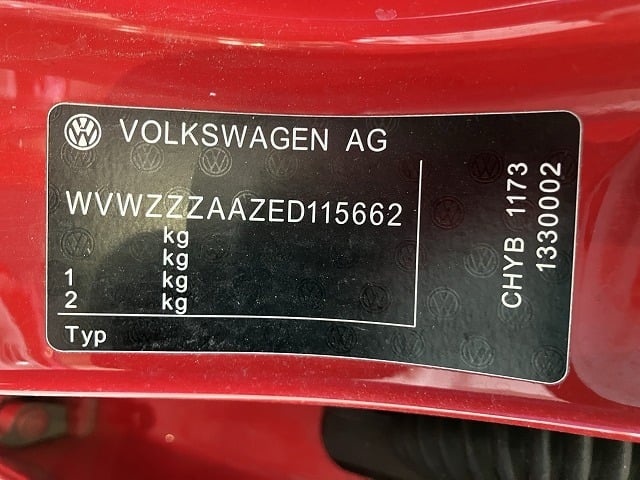 VOLKSWAGEN AG
WVWZZZAAZED115662
kg
kg
1 kg
2 kg
Typ
CHYB 1173
1330002